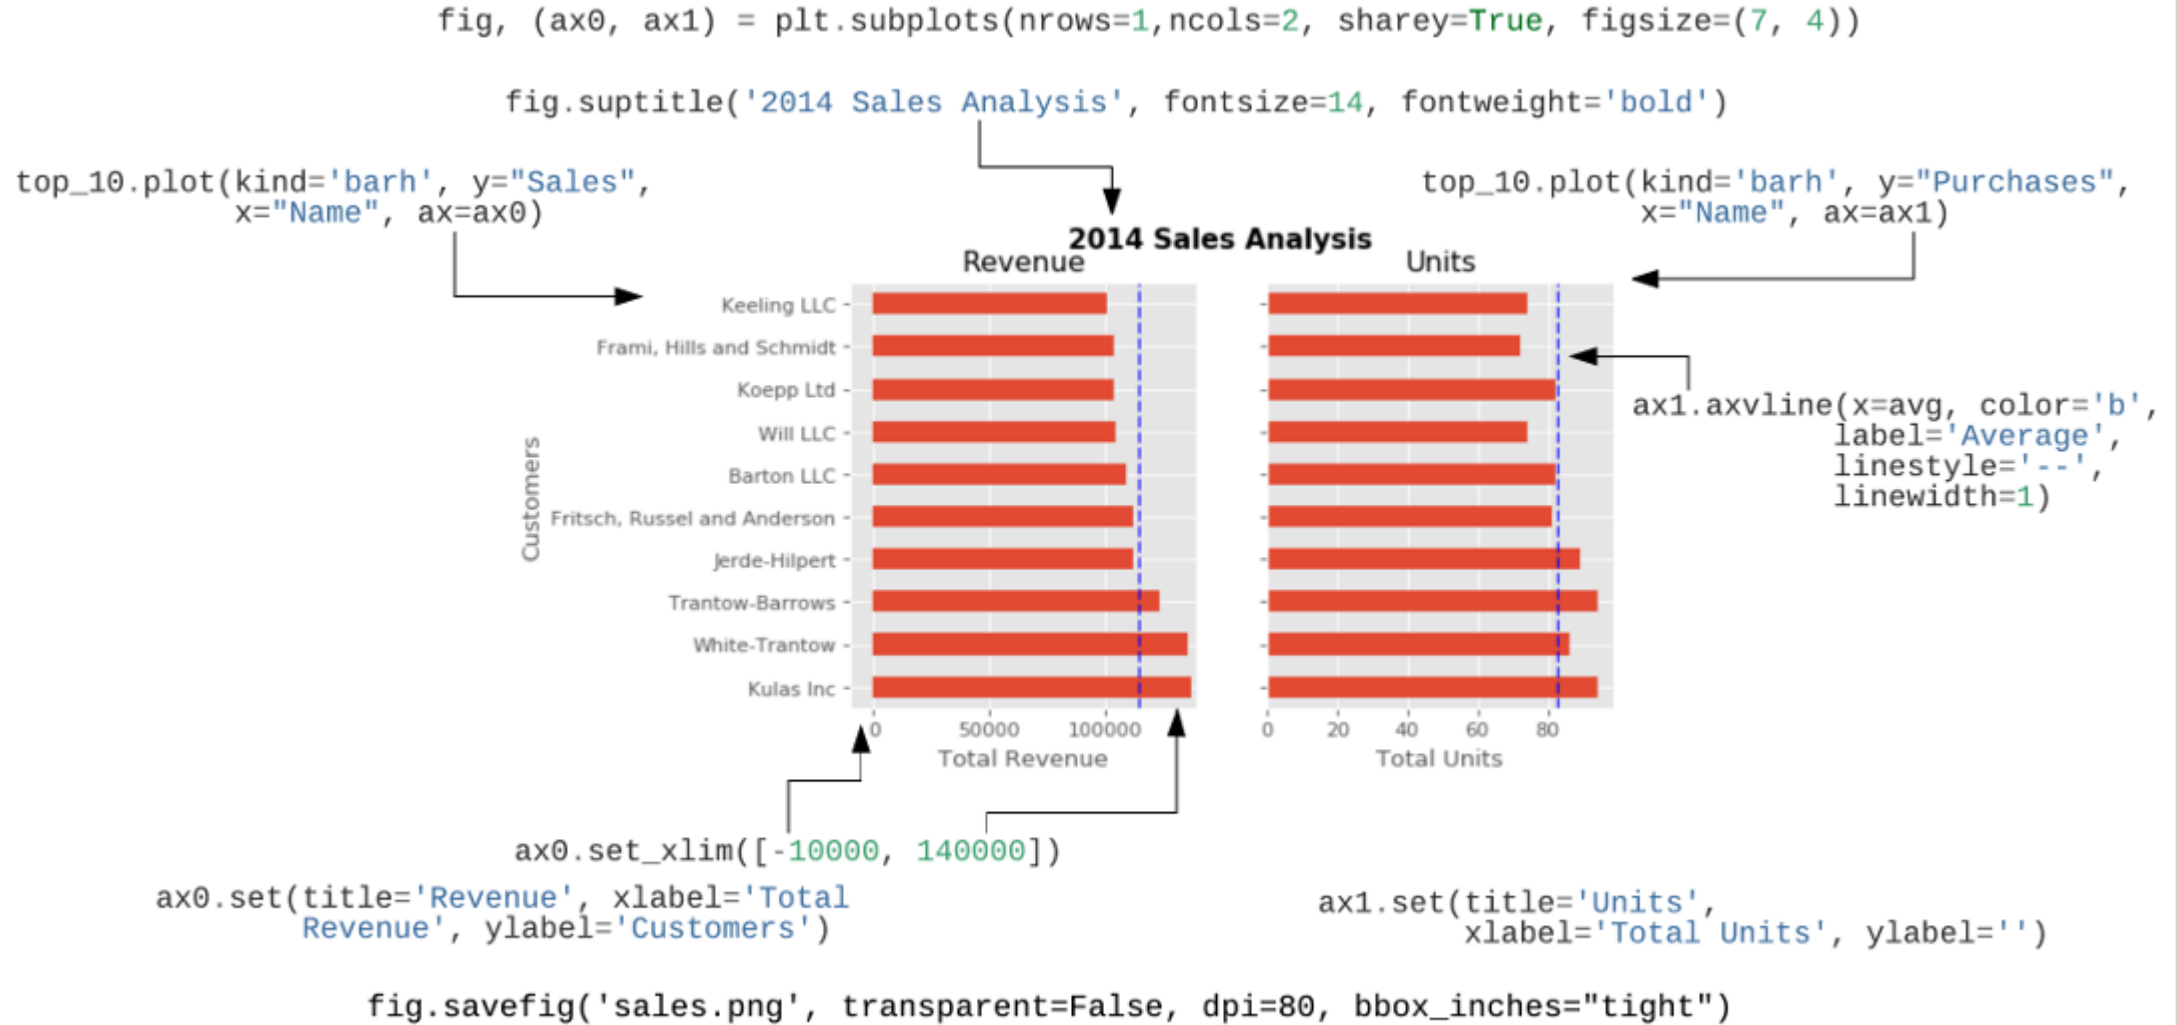 fig, (ax0, ax1) = plt.subplots(nrows=1,ncols=2, sharey=True, figsize=(7, 4))
fig.suptitle('2014 Sales Analysis', fontsize=14, fontweight='bold')
top_10.plot(kind='barh', y="Sales",
x="Name", ax=ax0)
top_10.plot(kind='barh', y="Purchases",
x="Name", ax=ax1)
2014 Sales Analysis
Revenue
Units
Customers
Keeling LLC
Frami, Hills and Schmidt
Koepp Ltd
Will LLC
Barton LLC
Fritsch, Russel and Anderson
Jerde-Hilpert
Trantow-Barrows
White-Trantow
Kulas Inc
0 50000 100000
Total Revenue
0 20 40 60 80
Total Units
ax1.axvline(x=avg, color='b',
label='Average',
linestyle='--',
linewidth=1)
ax0.set_xlim([-10000, 140000])
ax0.set(title='Revenue', xlabel='Total
Revenue', ylabel='Customers')
ax1.set(title='Units',
xlabel='Total Units', ylabel='')
fig.savefig('sales.png', transparent=False, dpi=80, bbox_inches="tight")